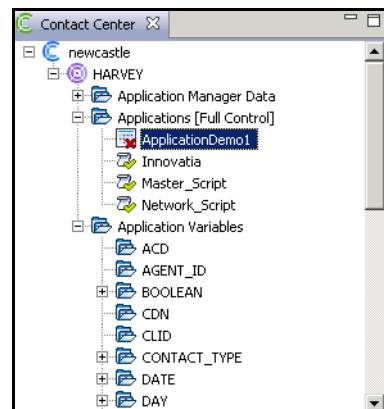 Contact Center
newcastle
HARVEY
Application Manager Data
Applications [Full Control]
ApplicationDemo1
Innovatia
Master_Script
Network_Script
Application Variables
ACD
AGENT_ID
BOOLEAN
CDN
CLID
CONTACT_TYPE
DATE
DAY